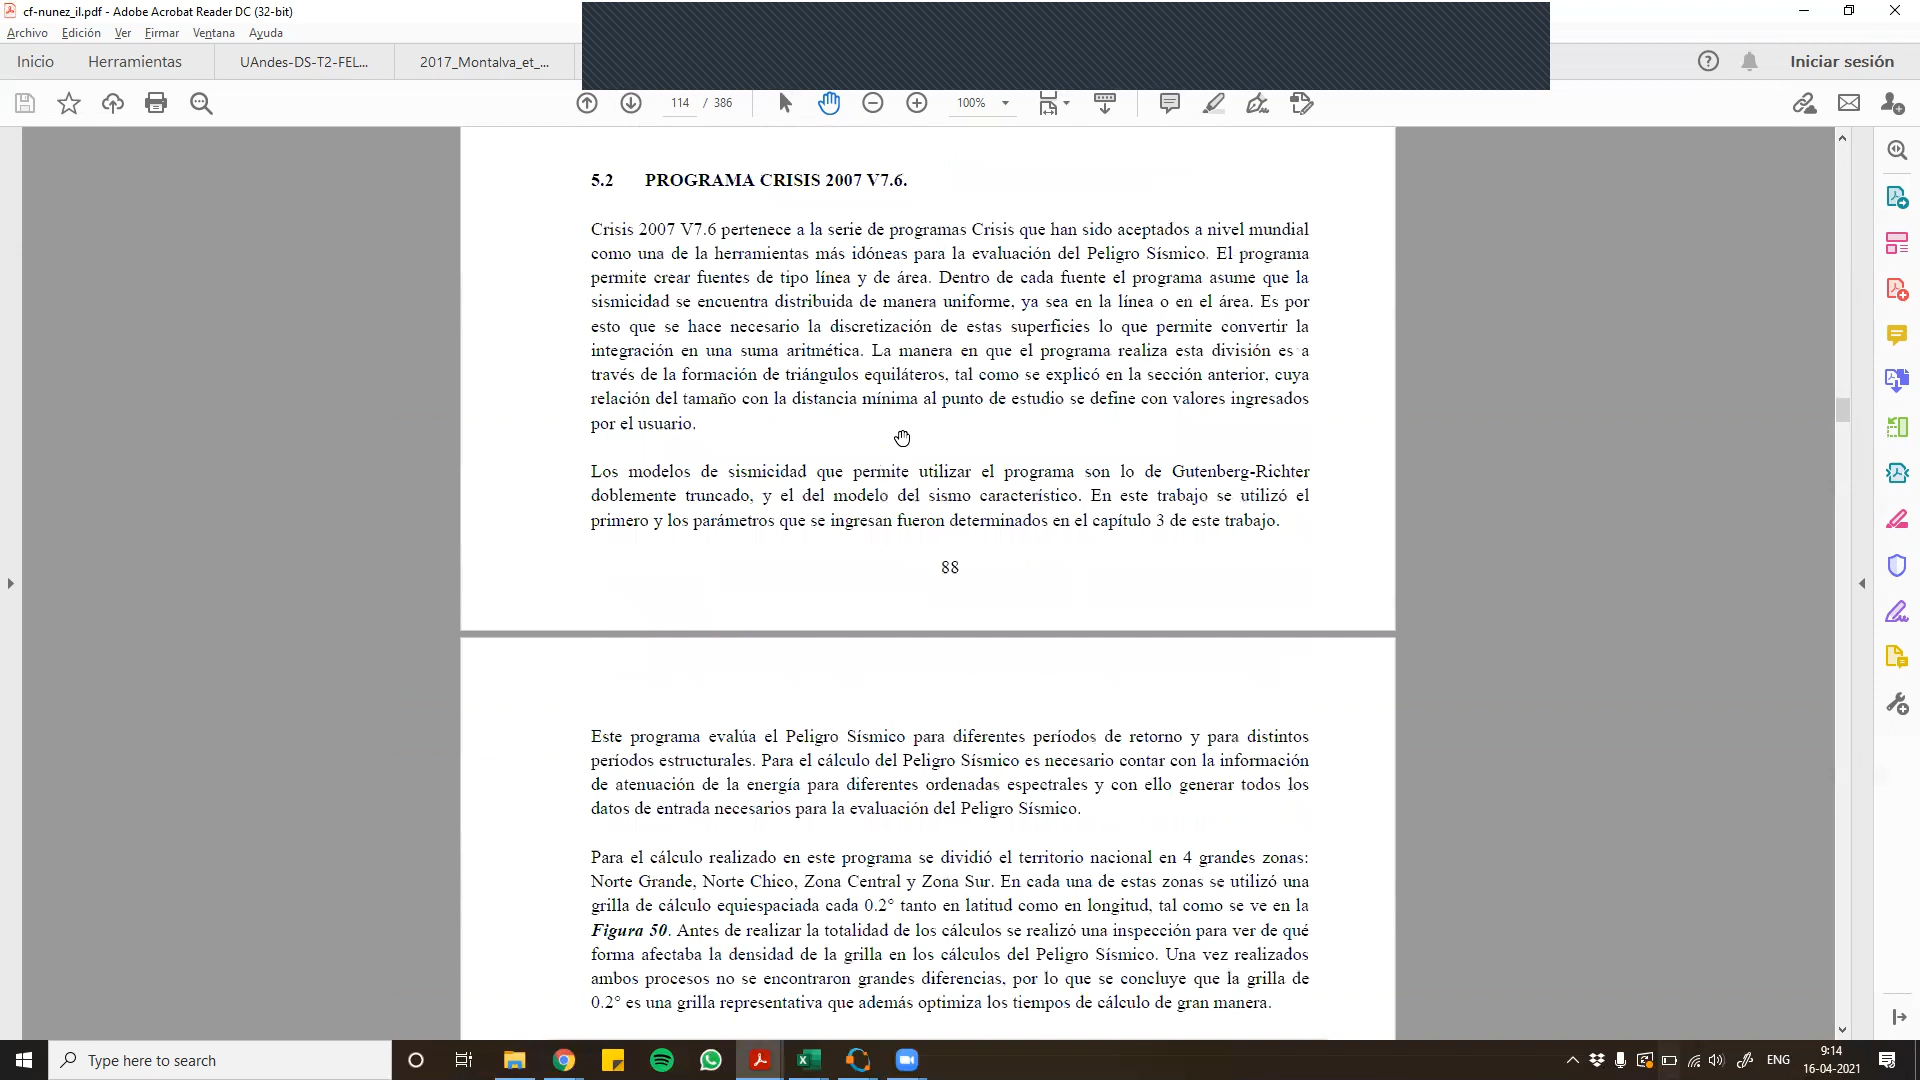 cf-nunez_il.pdf - Adobe Acrobat Reader DC (32-bit)
Archivo Edición Ver Firmar Ventana Ayuda
Inicio Herramientas UAndes-DS-T2-FEL... 2017_Montalva_et_... Iniciar sesión
114 / 386 100%
5.2 PROGRAMA CRISIS 2007 V7.6.
Crisis 2007 V7.6 pertenece a la serie de programas Crisis que han sido aceptados a nivel mundial
como una de la herramientas más idóneas para la evaluación del Peligro Sísmico. El programa
permite crear fuentes de tipo línea y de área. Dentro de cada fuente el programa asume que la
sismicidad se encuentra distribuida de manera uniforme, ya sea en la línea o en el área. Es por
esto que se hace necesario la discretización de estas superficies lo que permite convertir la
integración en una suma aritmética. La manera en que el programa realiza esta división es a
través de la formación de triángulos equiláteros, tal como se explicó en la sección anterior, cuya
relación del tamaño con la distancia mínima al punto de estudio se define con valores ingresados
por el usuario.
Los modelos de sismicidad que permite utilizar el programa son lo de Gutenberg-Richter
doblemente truncado, y el del modelo del sismo característico. En este trabajo se utilizó el
primero y los parámetros que se ingresan fueron determinados en el capítulo 3 de este trabajo.
88
Este programa evalúa el Peligro Sísmico para diferentes períodos de retorno y para distintos
períodos estructurales. Para el cálculo del Peligro Sísmico es necesario contar con la información
de atenuación de la energía para diferentes ordenadas espectrales y con ello generar todos los
datos de entrada necesarios para la evaluación del Peligro Sísmico.
Para el cálculo realizado en este programa se dividió el territorio nacional en 4 grandes zonas:
Norte Grande, Norte Chico, Zona Central y Zona Sur. En cada una de estas zonas se utilizó una
grilla de cálculo equiespaciada cada 0.2° tanto en latitud como en longitud, tal como se ve en la
Figura 50. Antes de realizar la totalidad de los cálculos se realizó una inspección para ver de qué
forma afectaba la densidad de la grilla en los cálculos del Peligro Sísmico. Una vez realizados
ambos procesos no se encontraron grandes diferencias, por lo que se concluye que la grilla de
0.2° es una grilla representativa que además optimiza los tiempos de cálculo de gran manera.
Type here to search
ENG
9:14
16-04-2021